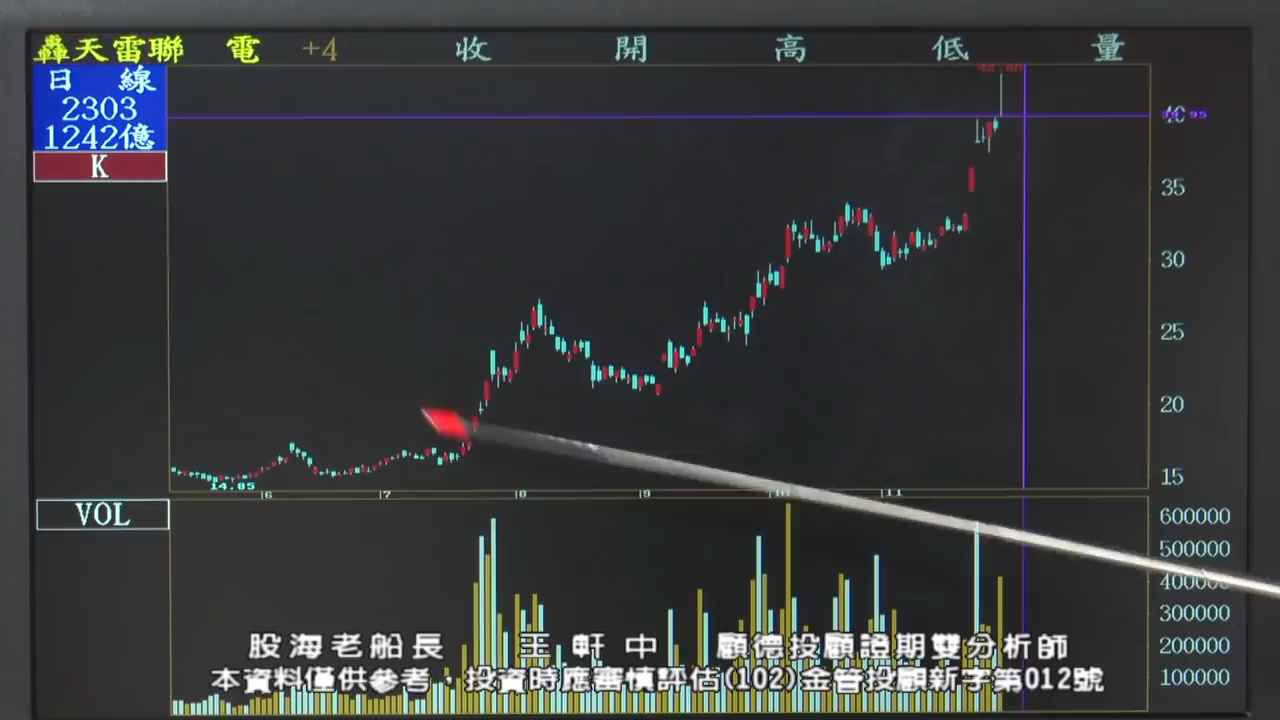 轟天雷聯 電 +4 收 開 高 低 量
日 線
2303
1242億
K
40
35
30
25
20
15
14.85
6 7 8 9 10 11
VOL
600000
500000
400000
300000
200000
100000
股海老船長 王軒中 顧德投顧證期雙分析師
本資料僅供參考，投資時應審慎評估(102)金管投顧新字第012號